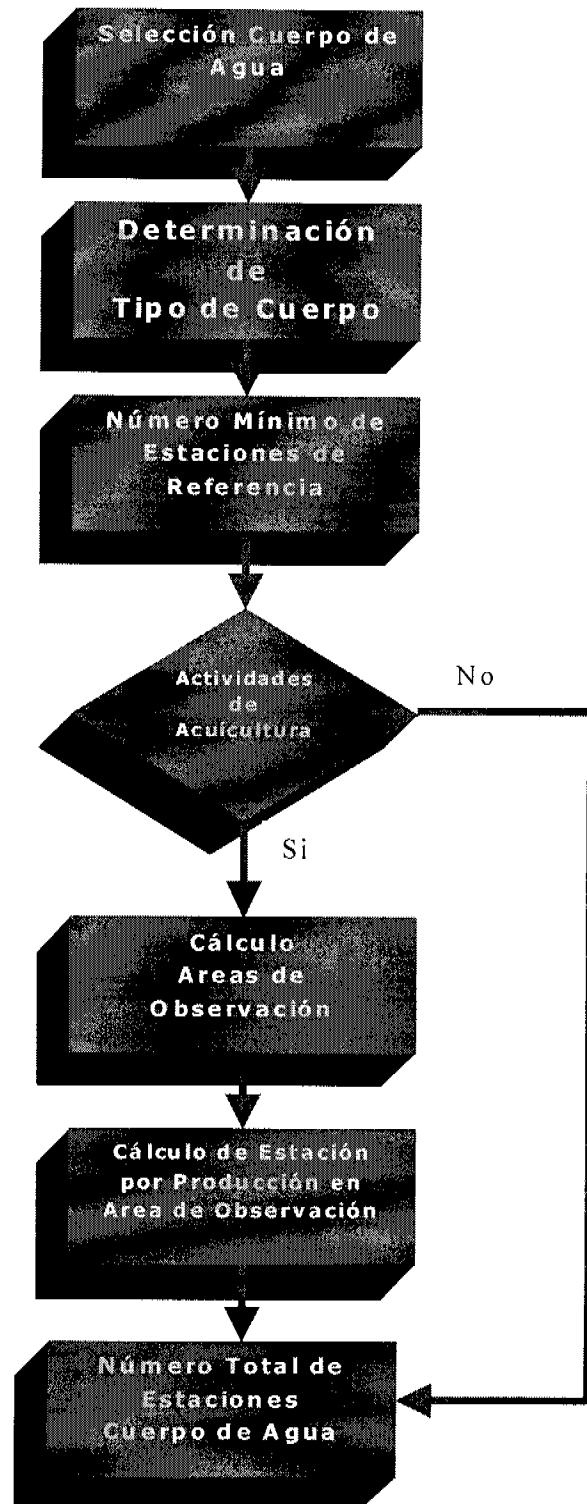 Selección Cuerpo de
Agua
Determinación
de
Tipo de Cuerpo
Número Mínimo de
Estaciones de
Referencia
Actividades
de
Acuicultura
No
Si
Cálculo
Areas de
Observación
Cálculo de Estación
por Producción en
Area de Observación
Número Total de
Estaciones
Cuerpo de Agua